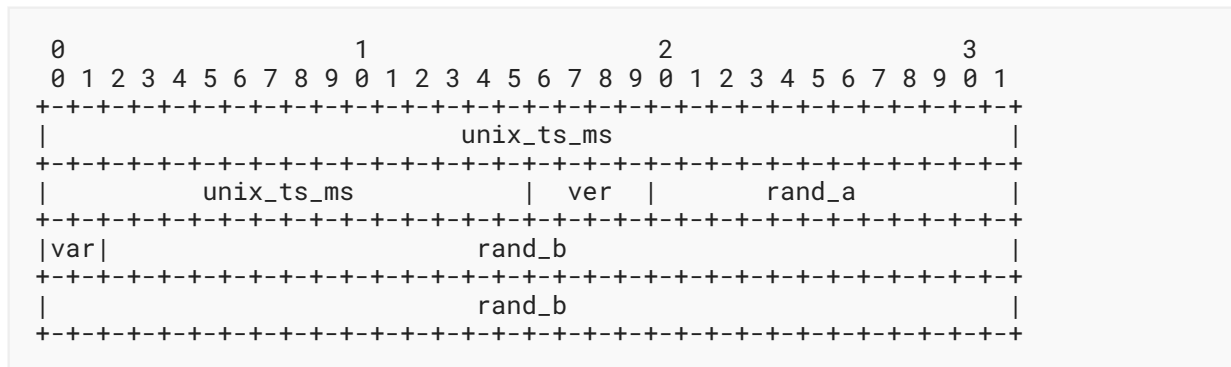 0                   1                   2                   3
 0 1 2 3 4 5 6 7 8 9 0 1 2 3 4 5 6 7 8 9 0 1 2 3 4 5 6 7 8 9 0 1
+-+-+-+-+-+-+-+-+-+-+-+-+-+-+-+-+-+-+-+-+-+-+-+-+-+-+-+-+-+-+-+-+
|                           unix_ts_ms                          |
+-+-+-+-+-+-+-+-+-+-+-+-+-+-+-+-+-+-+-+-+-+-+-+-+-+-+-+-+-+-+-+-+
|          unix_ts_ms           |  ver  |       rand_a          |
+-+-+-+-+-+-+-+-+-+-+-+-+-+-+-+-+-+-+-+-+-+-+-+-+-+-+-+-+-+-+-+-+
|var|                        rand_b                             |
+-+-+-+-+-+-+-+-+-+-+-+-+-+-+-+-+-+-+-+-+-+-+-+-+-+-+-+-+-+-+-+-+
|                            rand_b                             |
+-+-+-+-+-+-+-+-+-+-+-+-+-+-+-+-+-+-+-+-+-+-+-+-+-+-+-+-+-+-+-+-+